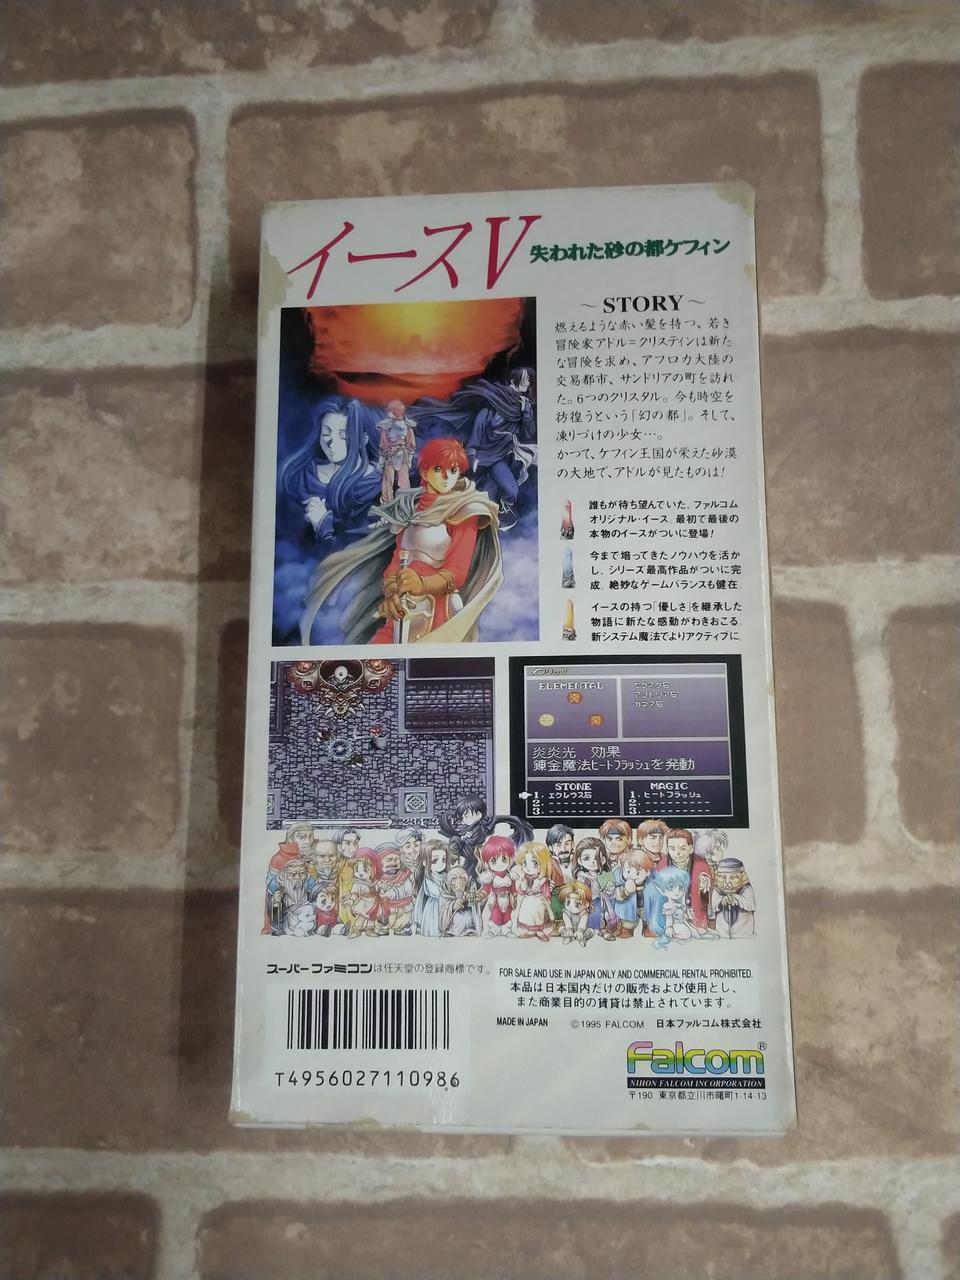 イースV
失われた砂の都ケフィン
～STORY～
燃えるような赤い髪を持つ、若き
冒険家アドル=クリスティンは新た
な冒険を求め、アフロカ大陸の
交易都市、サンドリアの町を訪れ
た。6つのクリスタル。今も時空を
彷徨うという「幻の都」。そして、
凍りづけの少女…。
かつて、ケフィン王国が栄えた砂漠
の大地で、アドルが見たものは!
誰もが待ち望んでいた、ファルコム
オリジナル・イース。最初で最後の
本物のイースがついに登場!
今まで培ってきたノウハウを活か
し、シリーズ最高作品がついに完
成。絶妙なゲームバランスも健在。
イースの持つ「優しさ」を継承した
物語に新たな感動がわきおこる。
新システム魔法でよりアクティブに。
ELEMENTAL
炎
炎
炎炎光 効果
錬金魔法ヒートフラッシュを発動
STONE
1. エクレウス石
2.
3.
MAGIC
1. ヒートフラッシュ
2.
3.
スーパーファミコンは任天堂の登録商標です。
FOR SALE AND USE IN JAPAN ONLY AND COMMERCIAL RENTAL PROHIBITED.
本品は日本国内だけの販売および使用とし、
また商業目的の賃貸は禁止されています。
MADE IN JAPAN ©1995 FALCOM 日本ファルコム株式会社
T4956027110986
Falcom®
NIHON FALCOM INCORPORATION
〒190 東京都立川市曙町1-14-13